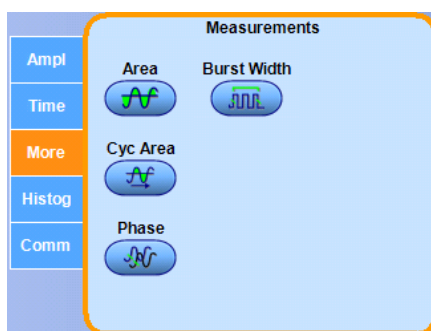 Measurements
Ampl
Time
More
Histog
Comm
Area
Burst Width
Cyc Area
Phase